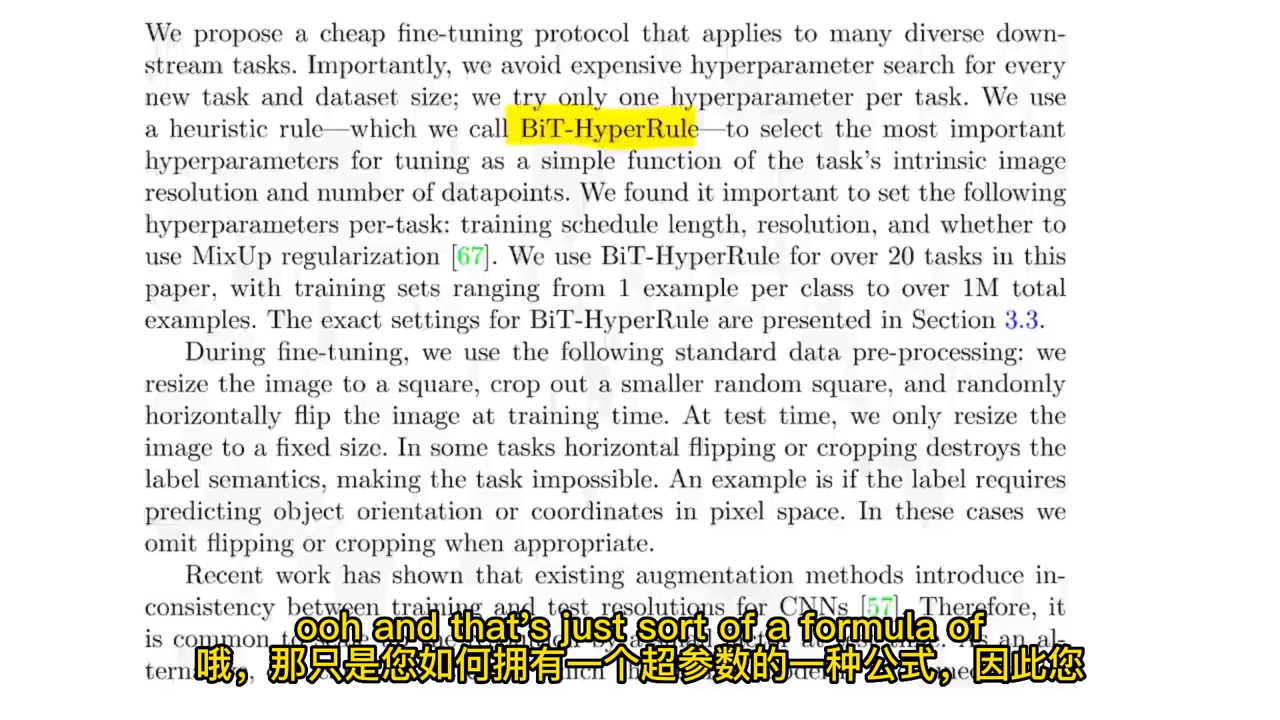 We propose a cheap fine-tuning protocol that applies to many diverse down-
stream tasks. Importantly, we avoid expensive hyperparameter search for every
new task and dataset size; we try only one hyperparameter per task. We use
a heuristic rule—which we call BiT-HyperRule—to select the most important
hyperparameters for tuning as a simple function of the task's intrinsic image
resolution and number of datapoints. We found it important to set the following
hyperparameters per-task: training schedule length, resolution, and whether to
use MixUp regularization [67]. We use BiT-HyperRule for over 20 tasks in this
paper, with training sets ranging from 1 example per class to over 1M total
examples. The exact settings for BiT-HyperRule are presented in Section 3.3.
During fine-tuning, we use the following standard data pre-processing: we
resize the image to a square, crop out a smaller random square, and randomly
horizontally flip the image at training time. At test time, we only resize the
image to a fixed size. In some tasks horizontal flipping or cropping destroys the
label semantics, making the task impossible. An example is if the label requires
predicting object orientation or coordinates in pixel space. In these cases we
omit flipping or cropping when appropriate.
Recent work has shown that existing augmentation methods introduce in-
consistency between training and test resolutions for CNNs [57]. Therefore, it
is common
ooh and that's just sort of a formula of
哦，那只是您如何拥有一个超参数的一种公式，因此您